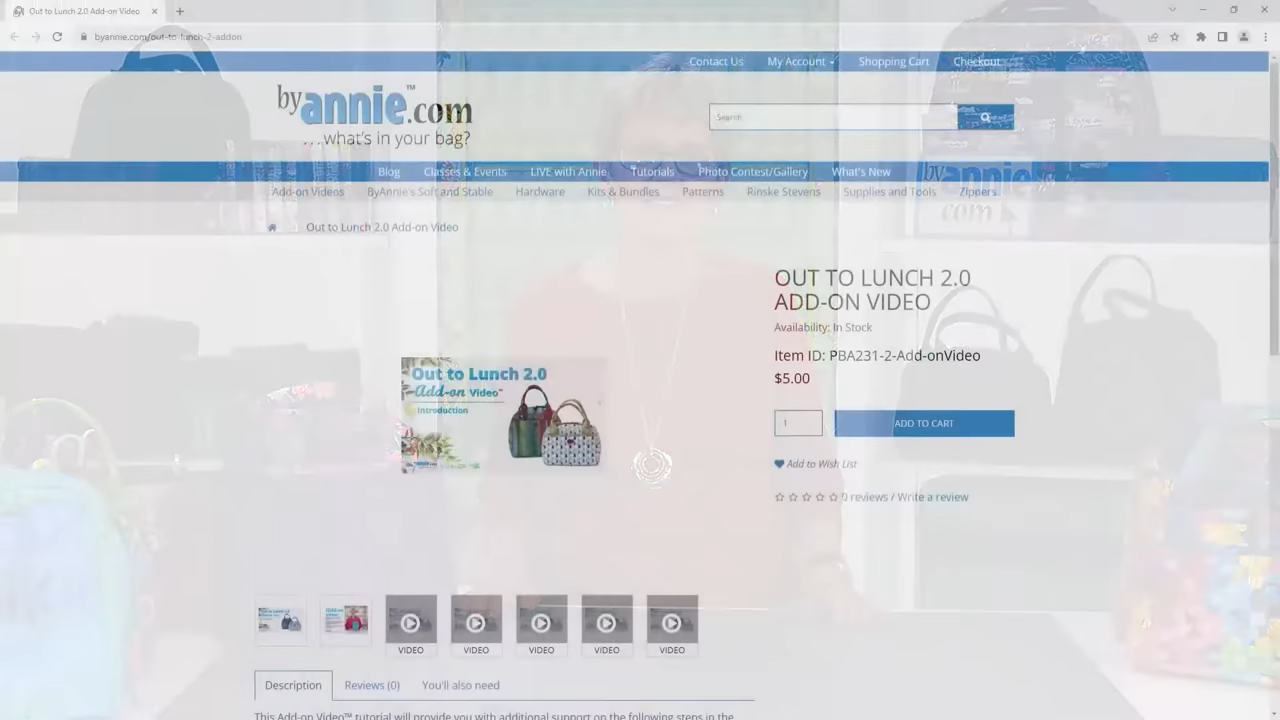 Out to Lunch 2.0 Add-on Video
byannie.com/out-to-lunch-2-addon
Contact Us My Account Shopping Cart Checkout
byannie.com™
...what's in your bag?
Search
Blog Classes & Events LIVE with Annie Tutorials Photo Contest/Gallery What's New
Add-on Videos ByAnnie's Soft and Stable Hardware Kits & Bundles Patterns Rinske Stevens Supplies and Tools Zippers
by annie
com
Out to Lunch 2.0 Add-on Video
OUT TO LUNCH 2.0
ADD-ON VIDEO
Availability: In Stock
Item ID: PBA231-2-Add-onVideo
$5.00
1 ADD TO CART
Add to Wish List
0 reviews / Write a review
Out to Lunch 2.0
Add-on Video™
Introduction
VIDEO VIDEO VIDEO VIDEO VIDEO
Description Reviews (0) You'll also need
This Add-on Video™ tutorial will provide you with additional support on the following steps in the